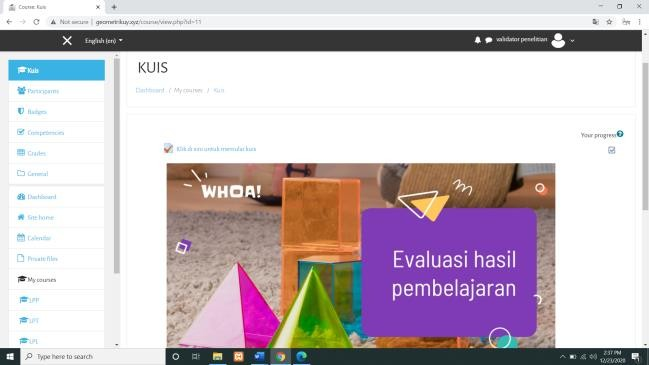 Course: Kuis
Not secure | geometrikuy.xyz/course/view.php?id=11
English (en)
validator penelitian
Kuis
Participants
Badges
Competencies
Grades
General
Dashboard
Site home
Calendar
Private files
My courses
LPP
LPT
LPL
KUIS
Dashboard / My courses / Kuis
Your progress
Klik di sini untuk memulai kuis
WHOA!
Evaluasi hasil
pembelajaran
Type here to search
2:37 PM
12/23/2020